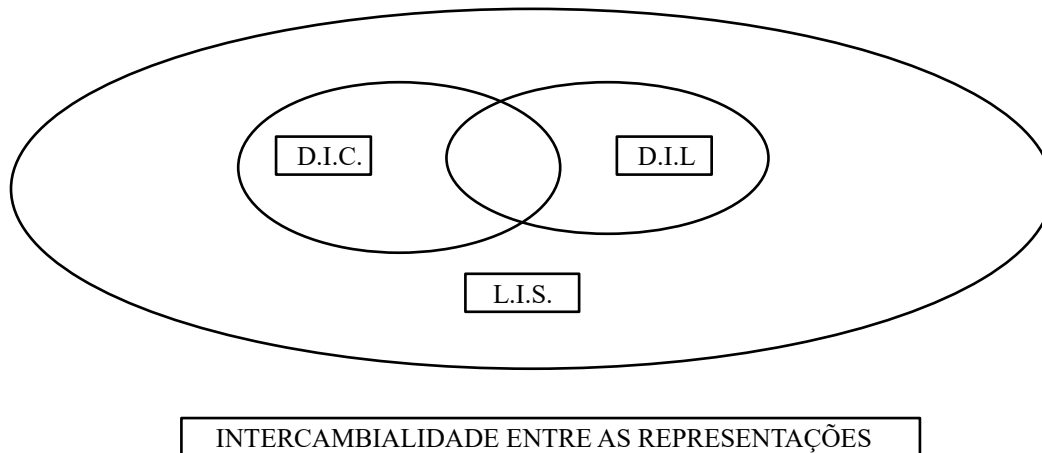 D.I.C.
D.I.L
L.I.S.
INTERCAMBIALIDADE ENTRE AS REPRESENTAÇÕES